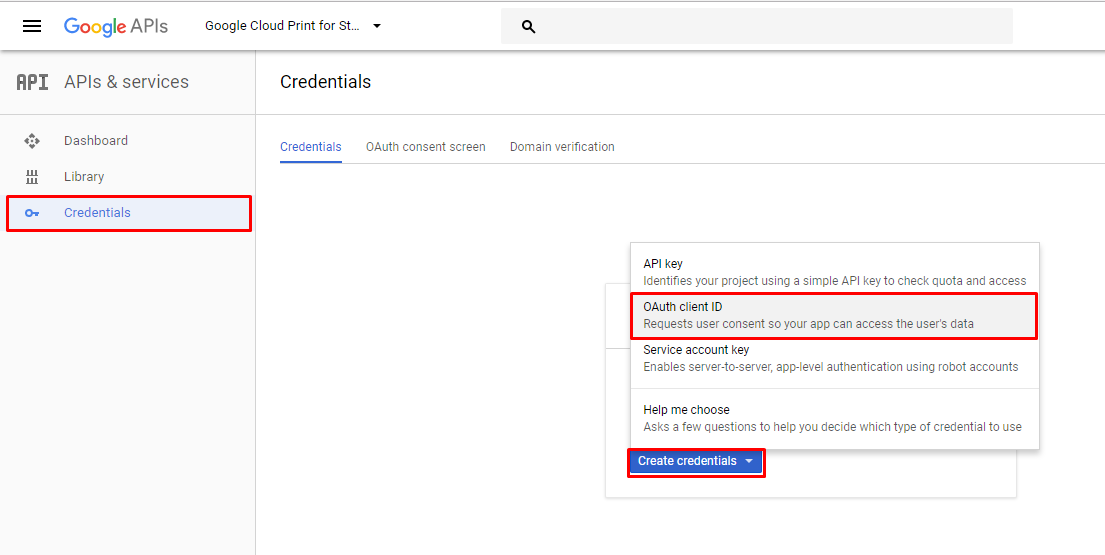 Google APIs
Google Cloud Print for St...
API APIs & services
Credentials
Dashboard
Library
Credentials
Credentials OAuth consent screen Domain verification
API key
Identifies your project using a simple API key to check quota and access
OAuth client ID
Requests user consent so your app can access the user's data
Service account key
Enables server-to-server, app-level authentication using robot accounts
Help me choose
Asks a few questions to help you decide which type of credential to use
Create credentials